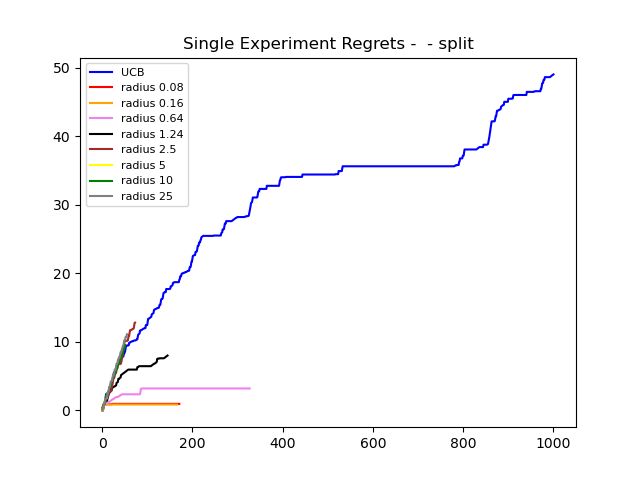 Single Experiment Regrets -  - split
UCB
radius 0.08
radius 0.16
radius 0.64
radius 1.24
radius 2.5
radius 5
radius 10
radius 25
50
40
30
20
10
0
0 200 400 600 800 1000